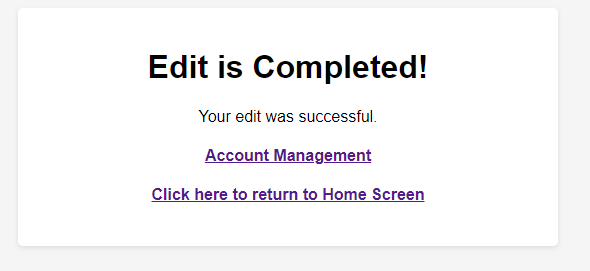 Edit is Completed!
Your edit was successful.
Account Management
Click here to return to Home Screen